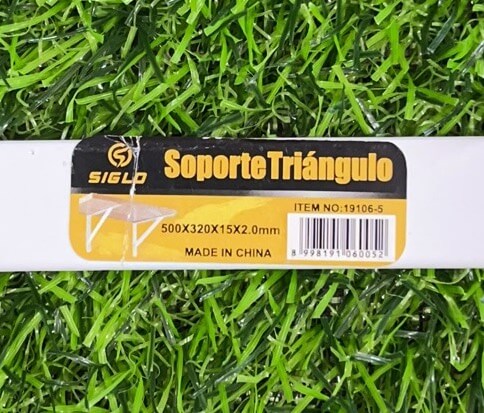 SIGLO
Soporte Triángulo
ITEM NO:19106-5
500X320X15X2.0mm
MADE IN CHINA
8 998191 060052